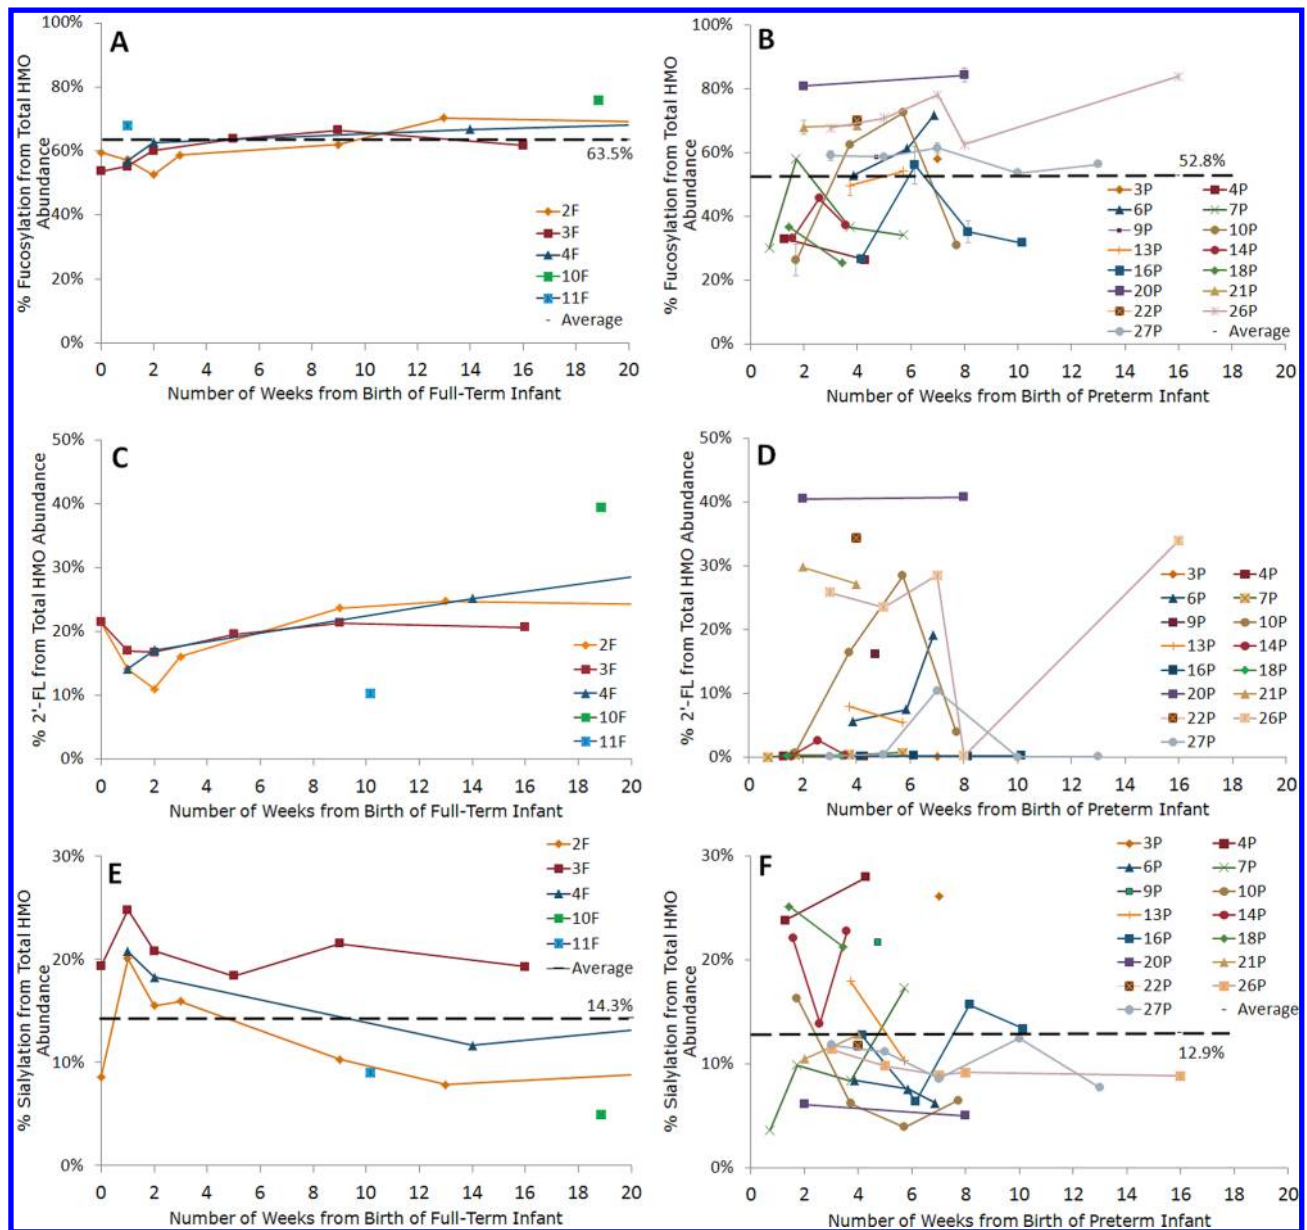 A
% Fucosylation from Total HMO
Abundance
100%
80%
60%
40%
20%
0%
63.5%
2F
3F
4F
10F
11F
- Average
0 2 4 6 8 10 12 14 16 18 20
Number of Weeks from Birth of Full-Term Infant
B
% Fucosylation from Total HMO
Abundance
100%
80%
60%
40%
20%
0%
52.8%
3P 4P
6P 7P
9P 10P
13P 14P
16P 18P
20P 21P
22P 26P
27P - Average
0 2 4 6 8 10 12 14 16 18 20
Number of Weeks from Birth of Preterm Infant
C
% 2'-FL from Total HMO Abundance
50%
40%
30%
20%
10%
0%
2F
3F
4F
10F
11F
0 2 4 6 8 10 12 14 16 18 20
Number of Weeks from Birth of Full-Term Infant
D
% 2'-FL from Total HMO Abundance
50%
40%
30%
20%
10%
0%
3P 4P
6P 7P
9P 10P
13P 14P
16P 18P
20P 21P
22P 26P
27P
0 2 4 6 8 10 12 14 16 18 20
Number of Weeks from Birth of Preterm Infant
E
% Sialylation from Total HMO
Abundance
30%
20%
10%
0%
2F
3F
4F
10F
11F
Average
14.3%
0 2 4 6 8 10 12 14 16 18 20
Number of Weeks from Birth of Full-Term Infant
F
% Sialylation from Total HMO
Abundance
30%
20%
10%
0%
3P 4P
6P 7P
9P 10P
13P 14P
16P 18P
20P 21P
22P 26P
27P - Average
12.9%
0 2 4 6 8 10 12 14 16 18 20
Number of Weeks from Birth of Preterm Infant